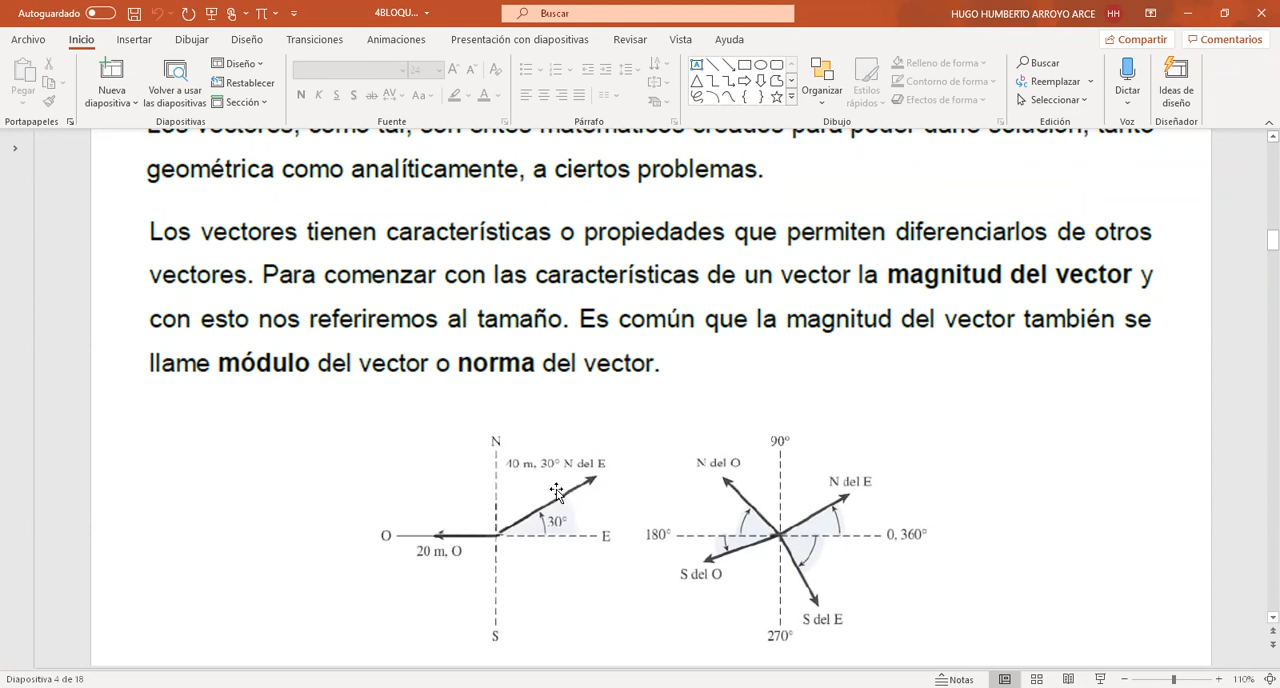 Autoguardado
4BLOQU...
Buscar
HUGO HUMBERTO ARROYO ARCE
HH
Archivo
Inicio
Insertar
Dibujar
Diseño
Transiciones
Animaciones
Presentación con diapositivas
Revisar
Vista
Ayuda
Compartir
Comentarios
Pegar
Nueva
diapositiva
Volver a usar
las diapositivas
Diseño
Restablecer
Sección
24
N K S S ab AV Aa A
Organizar
Estilos
rápidos
Relleno de forma
Contorno de forma
Efectos de forma
Buscar
Reemplazar
Seleccionar
Dictar
Ideas de
diseño
Portapapeles
Diapositivas
Fuente
Párrafo
Dibujo
Edición
Voz
Diseñador
Los vectores, como tal, son entes matemáticos creados para poder darle solución, tanto
geométrica como analíticamente, a ciertos problemas.
Los vectores tienen características o propiedades que permiten diferenciarlos de otros
vectores. Para comenzar con las características de un vector la magnitud del vector y
con esto nos referiremos al tamaño. Es común que la magnitud del vector también se
llame módulo del vector o norma del vector.
N
40 m, 30° N del E
30°
O
E
20 m, O
S
90°
N del O
N del E
180°
0, 360°
S del O
S del E
270°
Diapositiva 4 de 18
Notas
110%